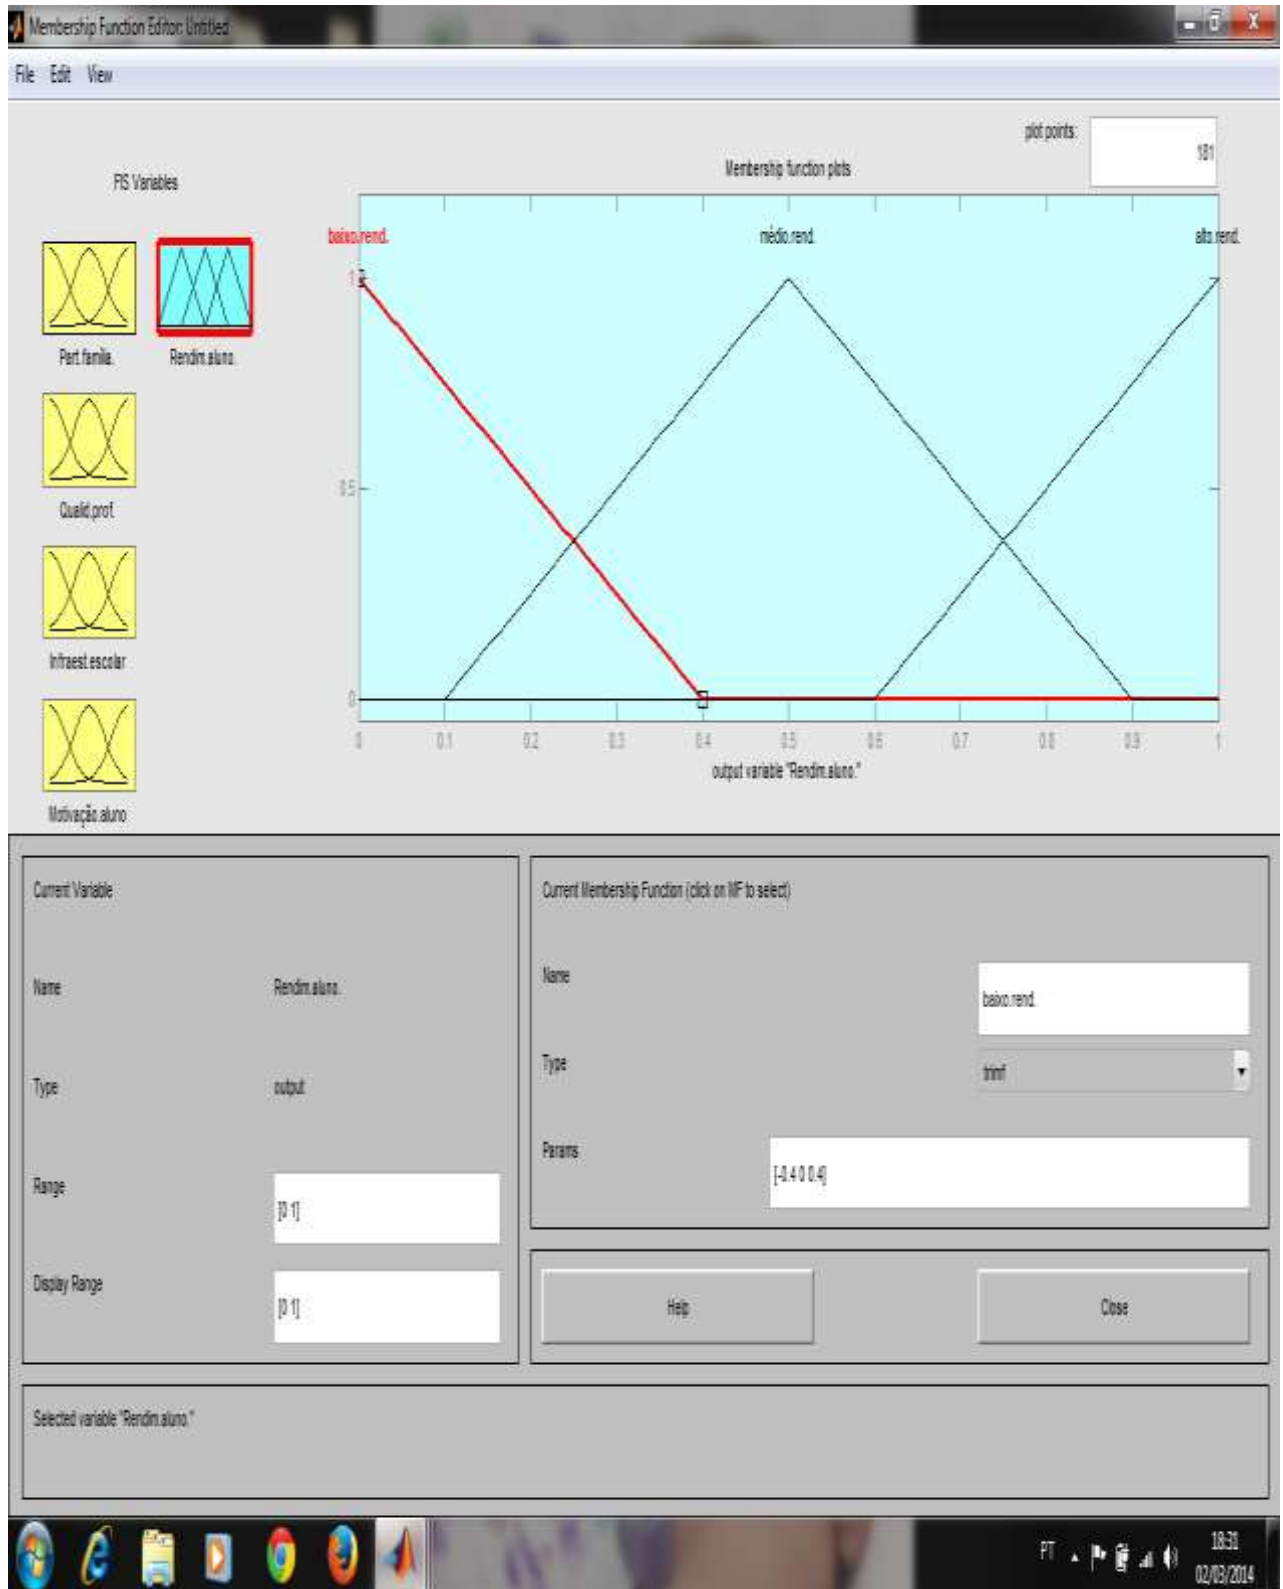 Membership Function Editor: Untitled
File Edit View
plot points:
181
FIS Variables
Membership function plots
baixo.rend.
médio.rend.
alto.rend.
1
0.5
0
0 0.1 0.2 0.3 0.4 0.5 0.6 0.7 0.8 0.9 1
output variable "Rendim.aluno."
Part.família.
Rendim.aluno.
Qualid.prof.
Infraest.escolar
Motivação.aluno
Current Variable
Name Rendim.aluno.
Type output
Range [0 1]
Display Range [0 1]
Current Membership Function (click on MF to select)
Name baixo.rend.
Type trimf
Params [-0.4 0 0.4]
Help Close
Selected variable "Rendim.aluno."
PT
18:31
02/03/2014